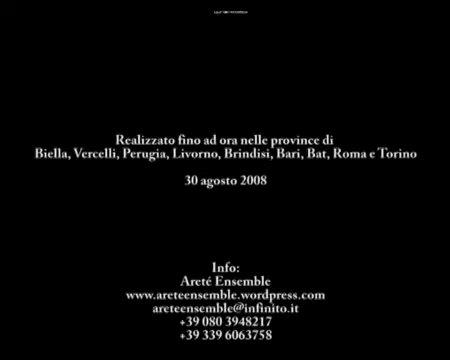 Realizzato fino ad ora nelle province di
Biella, Vercelli, Perugia, Livorno, Brindisi, Bari, Bat, Roma e Torino
30 agosto 2008
Info:
Areté Ensemble
www.areteensemble.wordpress.com
areteensemble@infinito.it
+39 080 3948217
+39 339 6063758